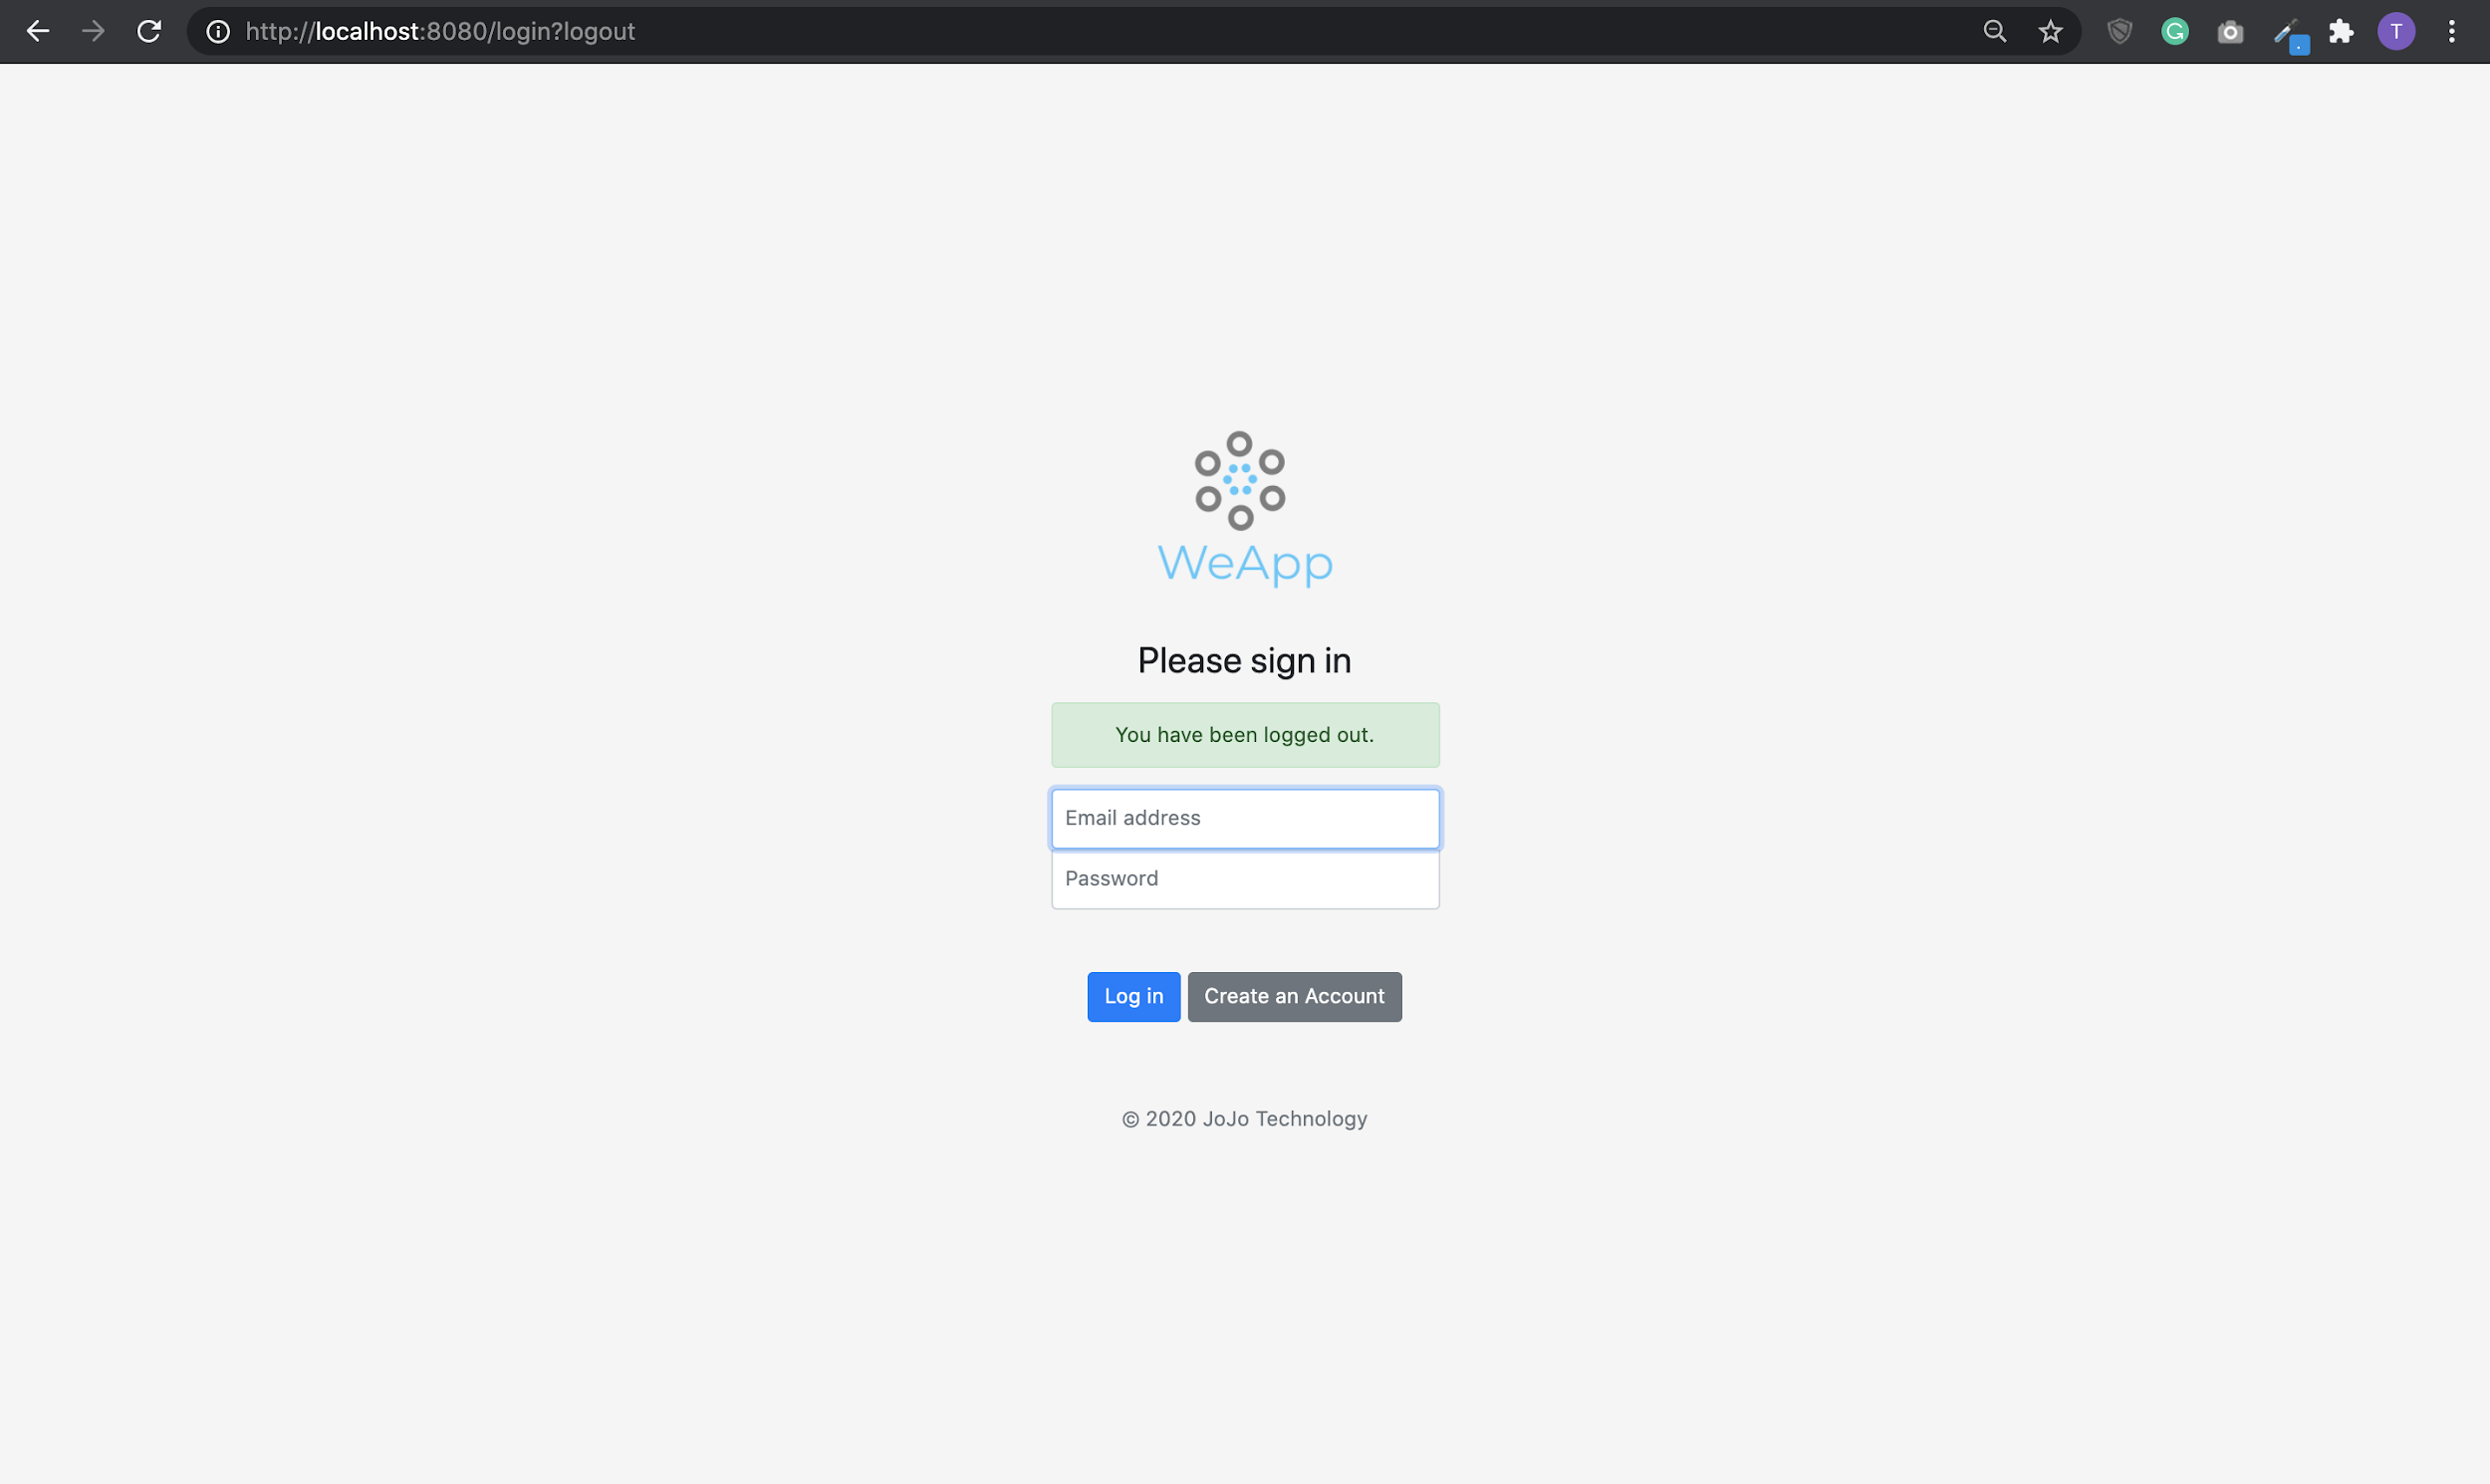 http://localhost:8080/login?logout
T
WeApp
Please sign in
You have been logged out.
Email address
Password
Log in
Create an Account
© 2020 JoJo Technology